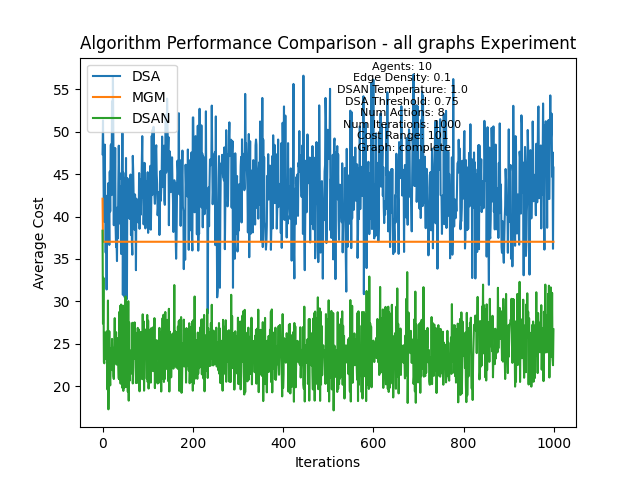 Algorithm Performance Comparison - all graphs Experiment
DSA
MGM
DSAN
Agents: 10
Edge Density: 0.1
DSAN Temperature: 1.0
DSA Threshold: 0.75
Num Actions: 8
Num Iterations: 1000
Cost Range: 101
Graph: complete
Average Cost
55
50
45
40
35
30
25
20
0 200 400 600 800 1000
Iterations